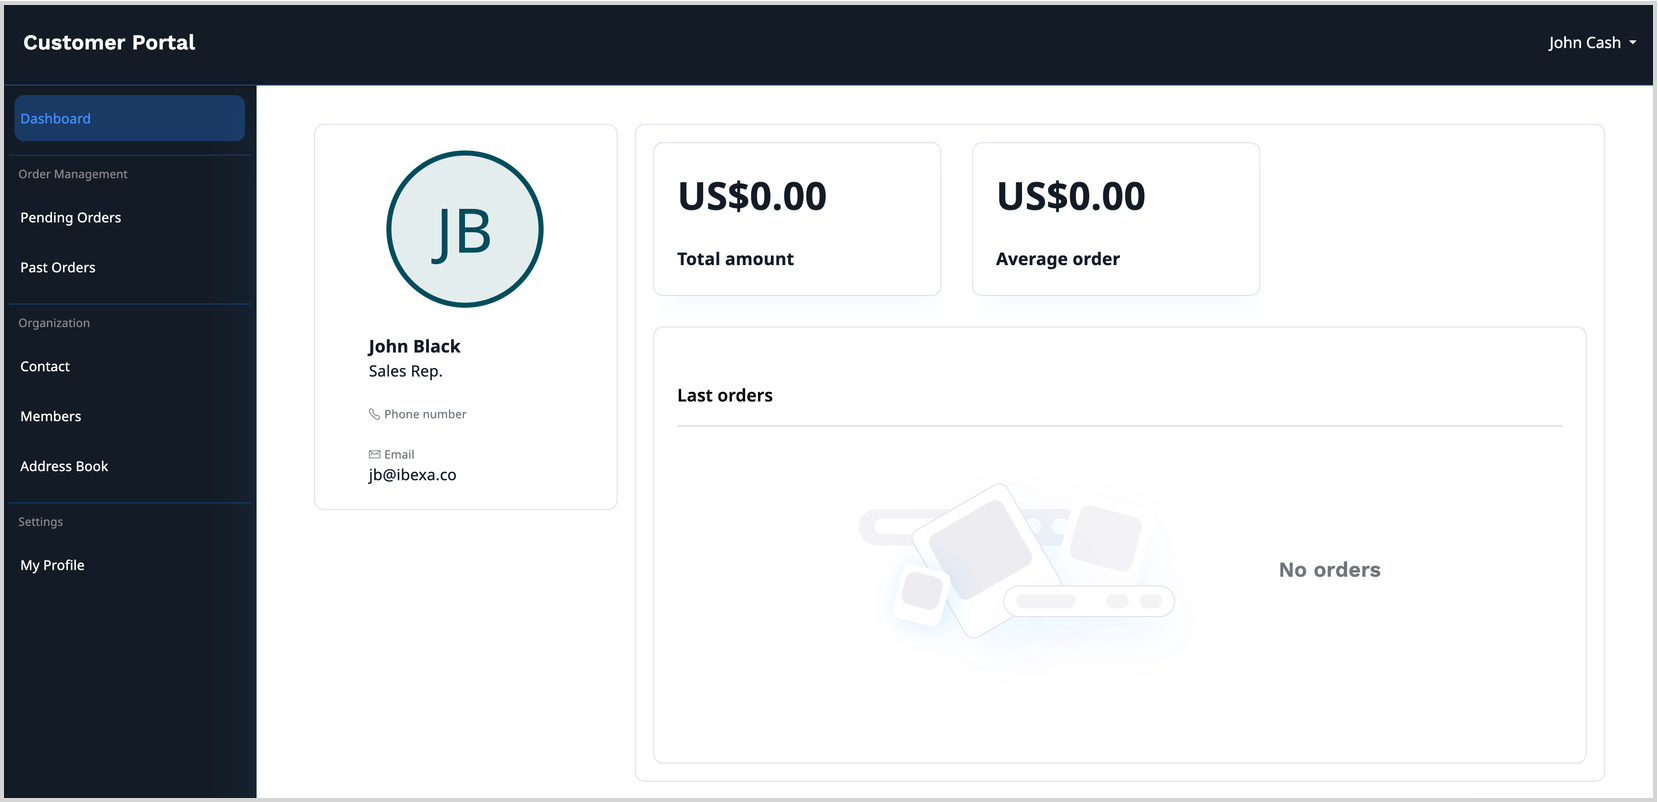 Customer Portal
John Cash
Dashboard
Order Management
Pending Orders
Past Orders
Organization
Contact
Members
Address Book
Settings
My Profile
JB
John Black
Sales Rep.
Phone number
Email
jb@ibexa.co
US$0.00
Total amount
US$0.00
Average order
Last orders
No orders